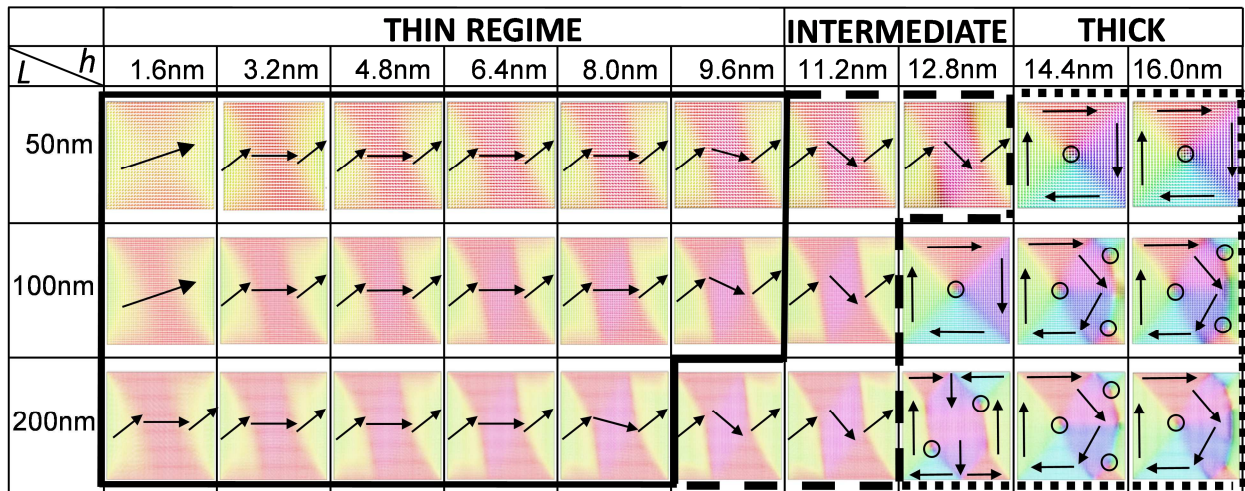 THIN REGIME INTERMEDIATE THICK
L h 1.6nm 3.2nm 4.8nm 6.4nm 8.0nm 9.6nm 11.2nm 12.8nm 14.4nm 16.0nm
50nm
100nm
200nm